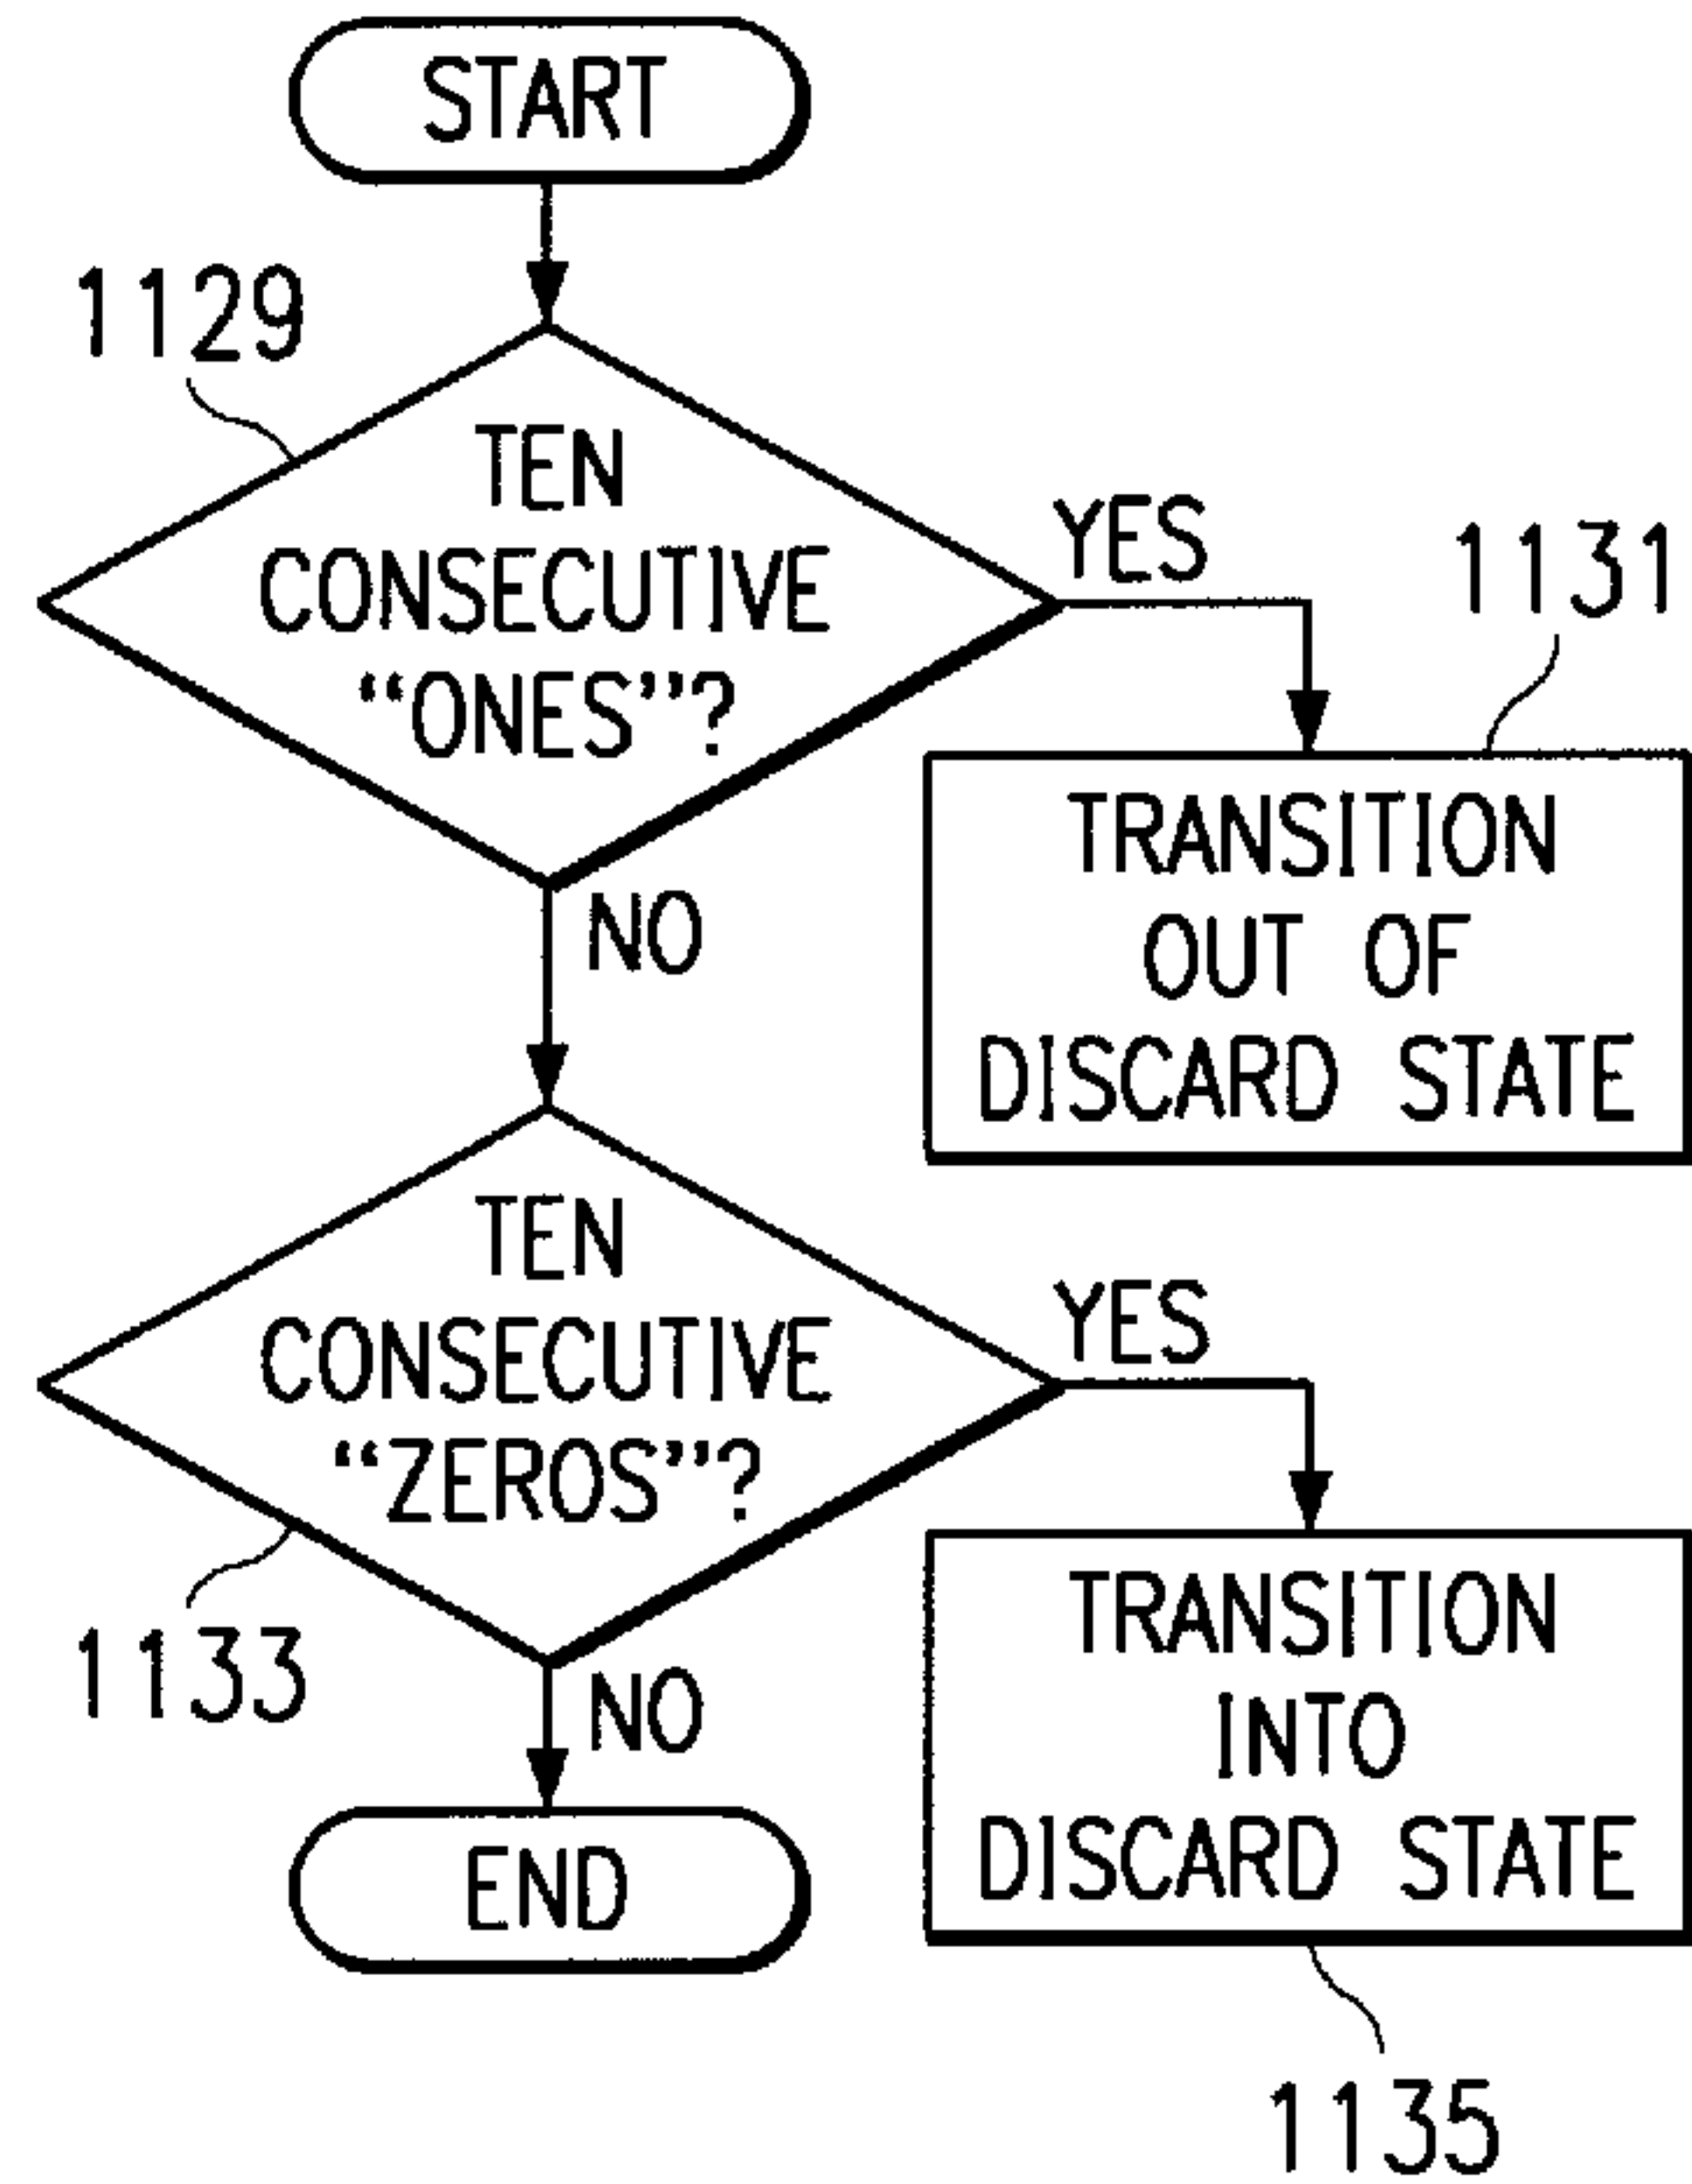 START
1129
TEN
CONSECUTIVE
“ONES”?
YES
1131
TRANSITION
OUT OF
DISCARD STATE
NO
TEN
CONSECUTIVE
“ZEROS”?
YES
1133
TRANSITION
INTO
DISCARD STATE
NO
END
1135